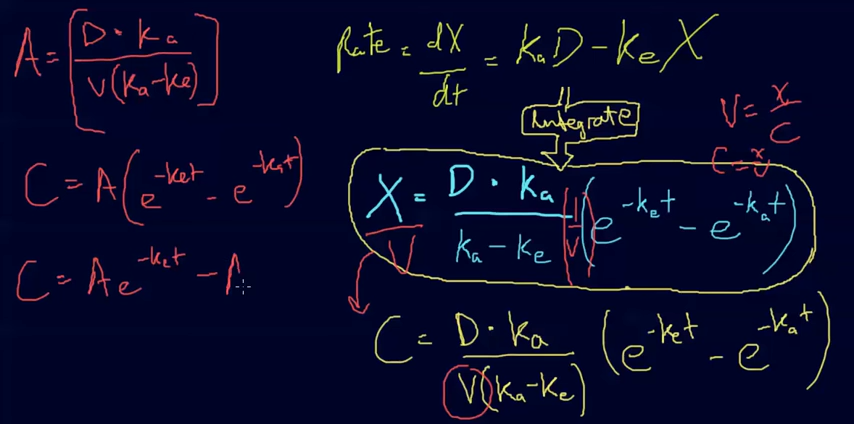 A = [D · ka / V(ka-ke)]
C = A(e^-ket - e^-kat)
C = Ae^-ket - A
Rate = dX/dt = kaD - keX
Integrate
V = x/C
C = x/V
X/V = D · ka / ka - ke 1/V (e^-ket - e^-kat)
C = D · ka / V(ka-ke) (e^-ket - e^-kat)